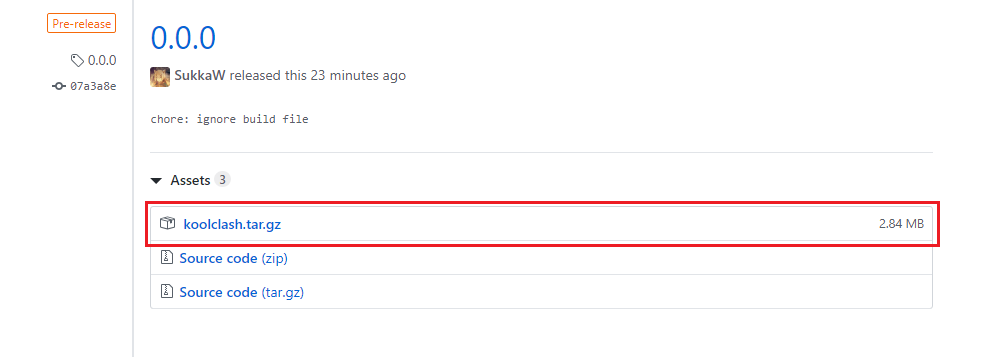 Pre-release
0.0.0
07a3a8e
0.0.0
SukkaW released this 23 minutes ago
chore: ignore build file
Assets 3
koolclash.tar.gz 2.84 MB
Source code (zip)
Source code (tar.gz)